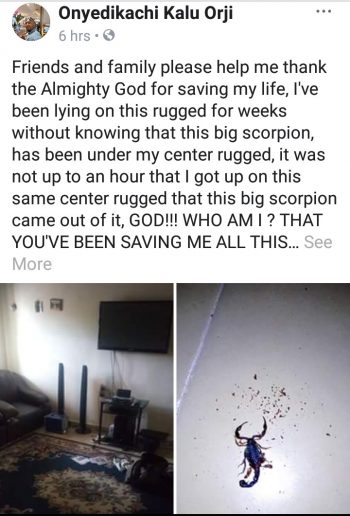 Onyedikachi Kalu Orji
6 hrs •
Friends and family please help me thank
the Almighty God for saving my life, I've
been lying on this rugged for weeks
without knowing that this big scorpion,
has been under my center rugged, it was
not up to an hour that I got up on this
same center rugged that this big scorpion
came out of it, GOD!!! WHO AM I ? THAT
YOU'VE BEEN SAVING ME ALL THIS... See
More